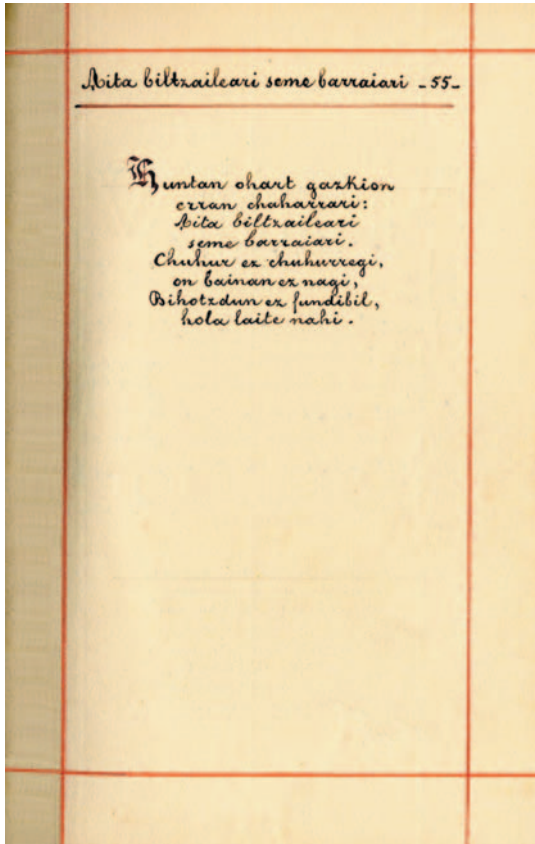 Aita biltzaileari seme barraiari - 55 -
Huntan ohart gazkion
erran chaharrari:
Aita biltzaileari
seme barraiari.
Chuhur ez chuhurregi,
on bainan ez nagi,
Bihotzdun ez fundibil,
hola laite nahi.